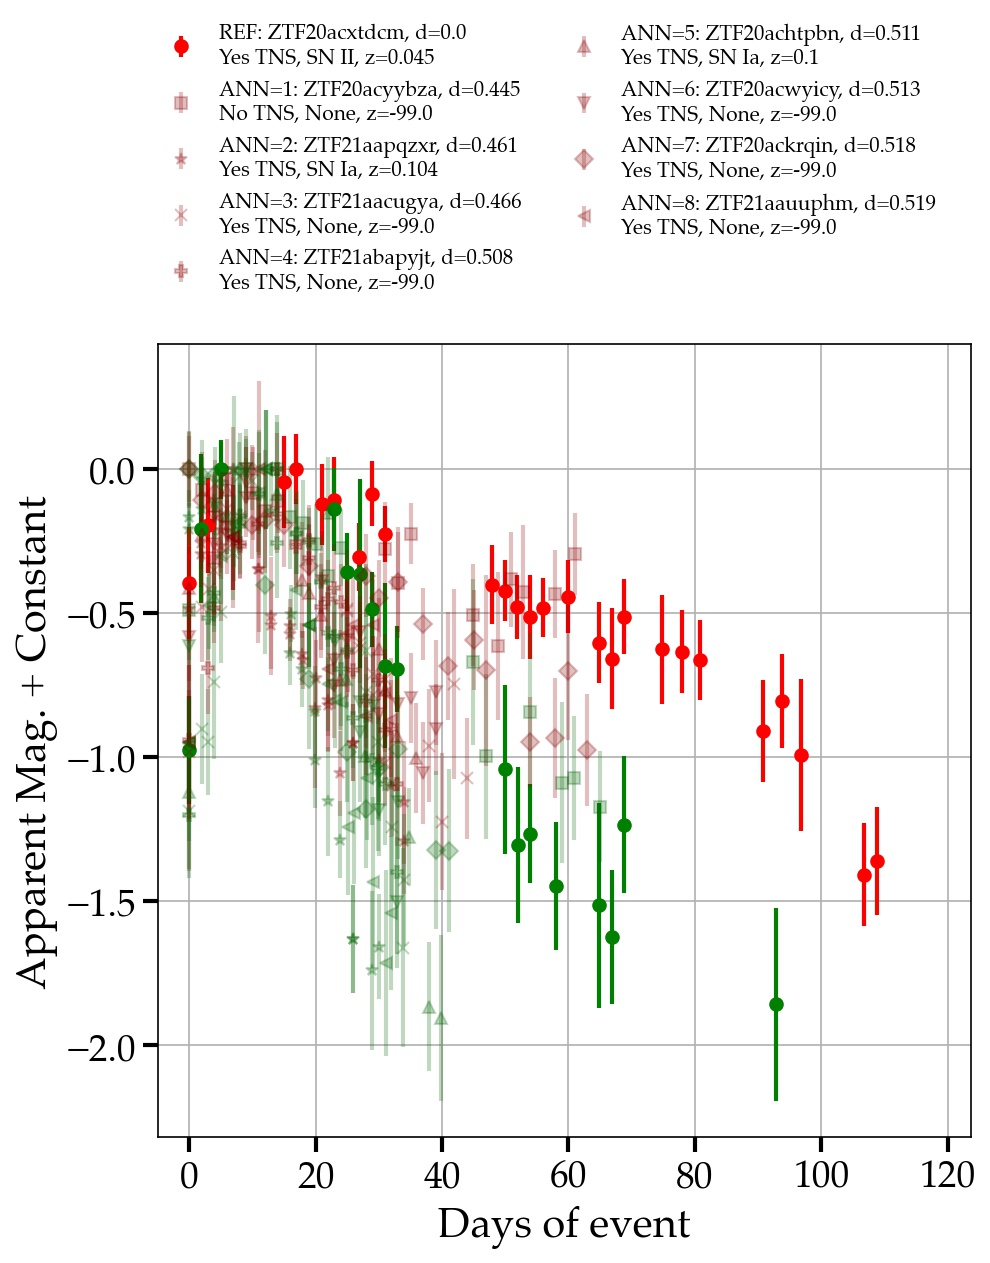 REF: ZTF20acxtdcm, d=0.0
Yes TNS, SN II, z=0.045
ANN=1: ZTF20acyybza, d=0.445
No TNS, None, z=-99.0
ANN=2: ZTF21aapqzxr, d=0.461
Yes TNS, SN Ia, z=0.104
ANN=3: ZTF21aacugya, d=0.466
Yes TNS, None, z=-99.0
ANN=4: ZTF21abapyjt, d=0.508
Yes TNS, None, z=-99.0
ANN=5: ZTF20achtpbn, d=0.511
Yes TNS, SN Ia, z=0.1
ANN=6: ZTF20acwyicy, d=0.513
Yes TNS, None, z=-99.0
ANN=7: ZTF20ackrqin, d=0.518
Yes TNS, None, z=-99.0
ANN=8: ZTF21aauuphm, d=0.519
Yes TNS, None, z=-99.0
Apparent Mag. + Constant
0.0
−0.5
−1.0
−1.5
−2.0
0 20 40 60 80 100 120
Days of event